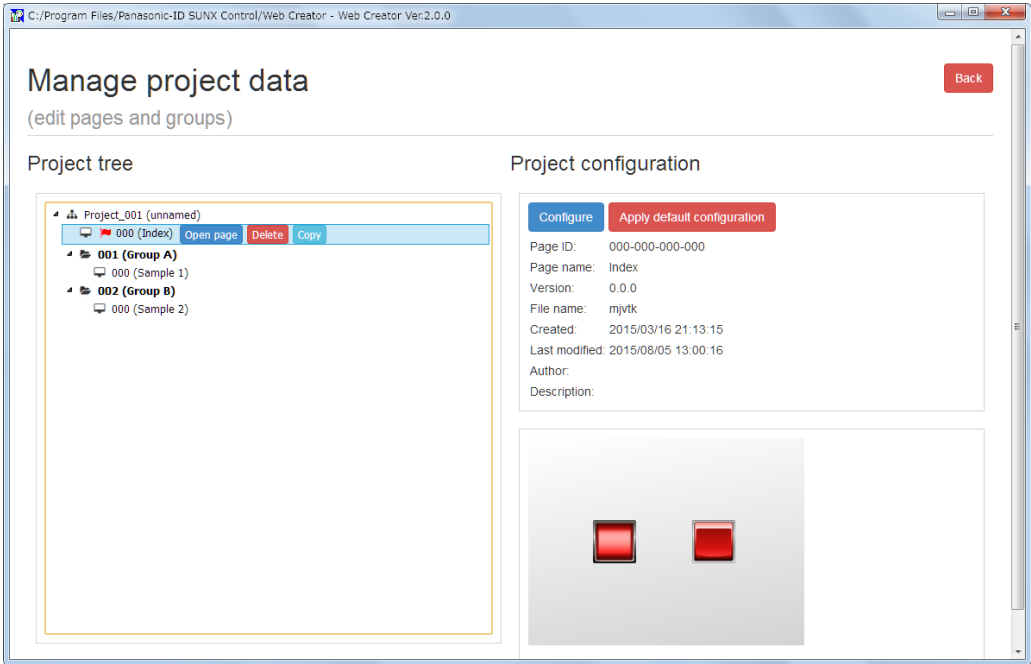 C:/Program Files/Panasonic-ID SUNX Control/Web Creator - Web Creator Ver.2.0.0
Manage project data
Back
(edit pages and groups)
Project tree
Project_001 (unnamed)
000 (Index) Open page Delete Copy
001 (Group A)
000 (Sample 1)
002 (Group B)
000 (Sample 2)
Project configuration
Configure Apply default configuration
Page ID: 000-000-000-000
Page name: Index
Version: 0.0.0
File name: mjvtk
Created: 2015/03/16 21:13:15
Last modified: 2015/08/05 13:00:16
Author:
Description: